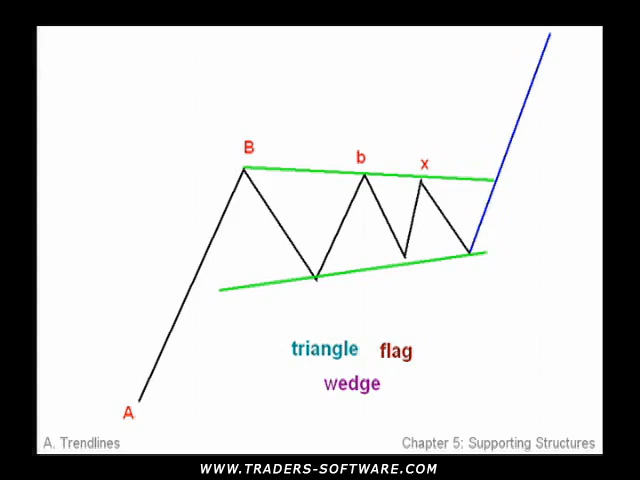 B
b
x
triangle flag
wedge
A
A. Trendlines
Chapter 5: Supporting Structures
WWW.TRADERS-SOFTWARE.COM